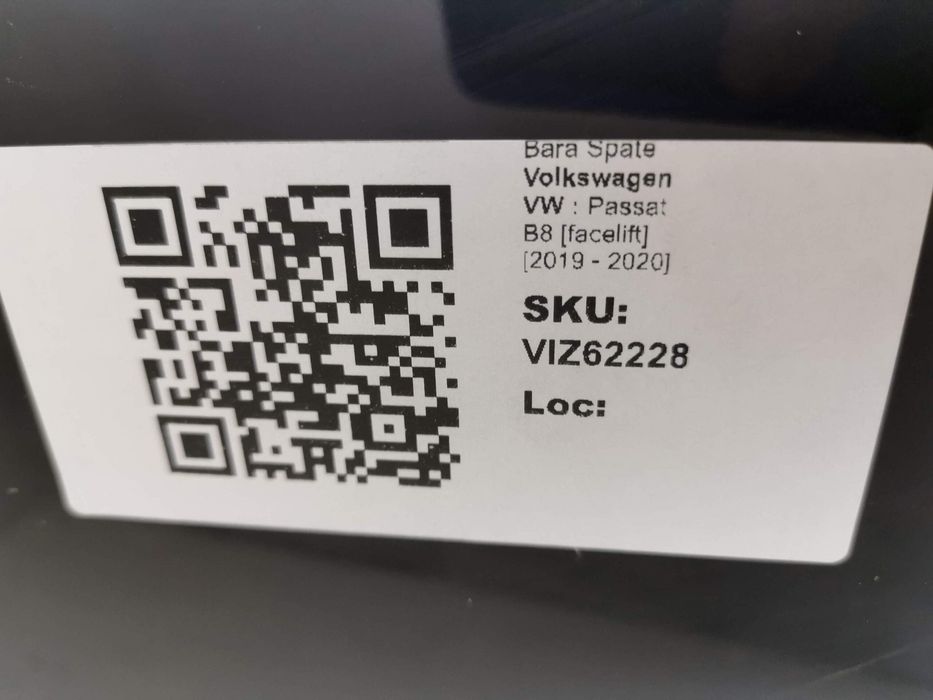 Bara Spate
Volkswagen
VW : Passat
B8 [facelift]
[2019 - 2020]
SKU:
VIZ62228
Loc: